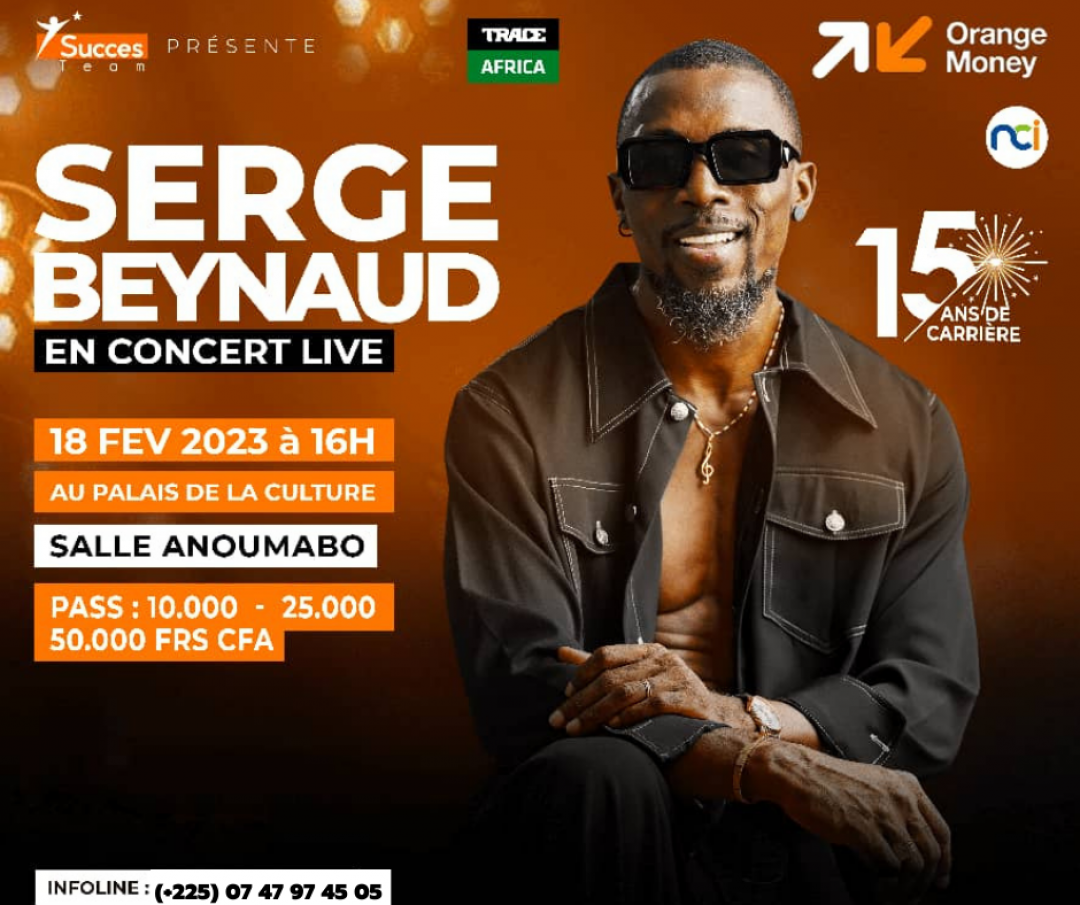 Succes
Team
PRÉSENTE
TRACE
AFRICA
Orange
Money
nci
SERGE
BEYNAUD
EN CONCERT LIVE
15
ANS DE
CARRIÈRE
18 FEV 2023 à 16H
AU PALAIS DE LA CULTURE
SALLE ANOUMABO
PASS : 10.000 - 25.000
50.000 FRS CFA
INFOLINE : (+225) 07 47 97 45 05